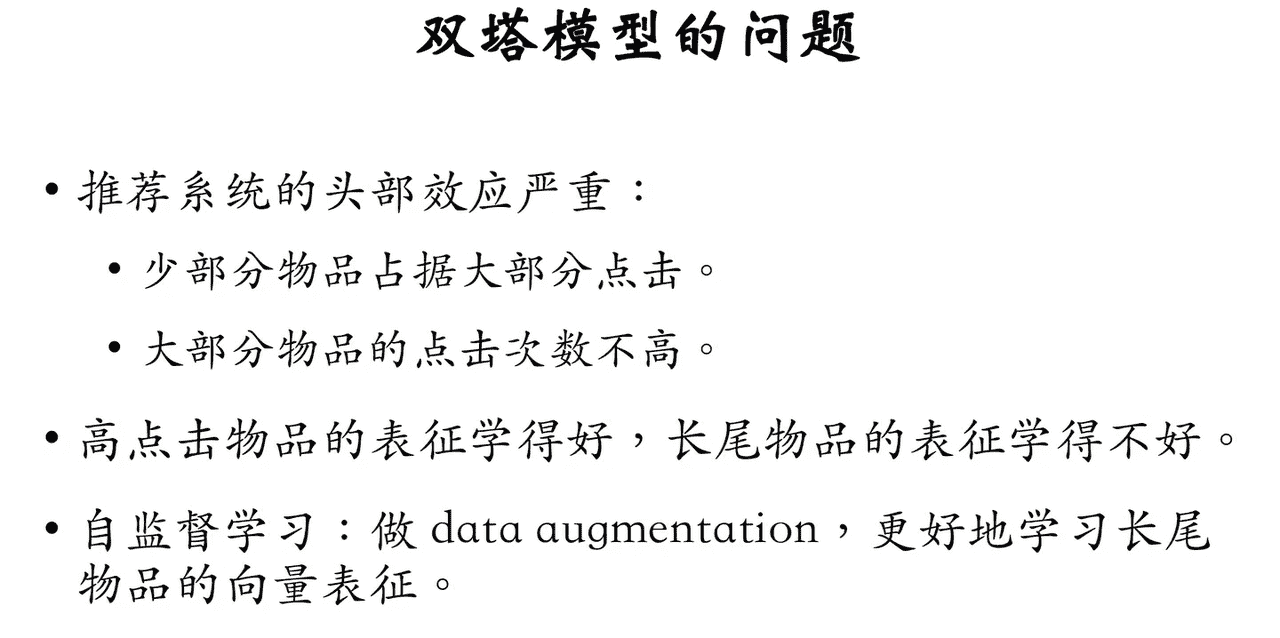 双塔模型的问题
• 推荐系统的头部效应严重：
• 少部分物品占据大部分点击。
• 大部分物品的点击次数不高。
• 高点击物品的表征学得好，长尾物品的表征学得不好。
• 自监督学习：做 data augmentation，更好地学习长尾
物品的向量表征。